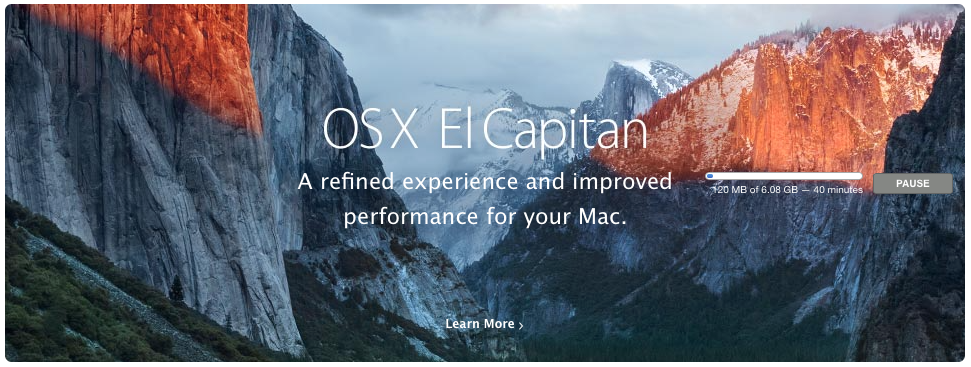 OS X El Capitan
A refined experience and improved
performance for your Mac.
120 MB of 6.08 GB — 40 minutes
PAUSE
Learn More ›